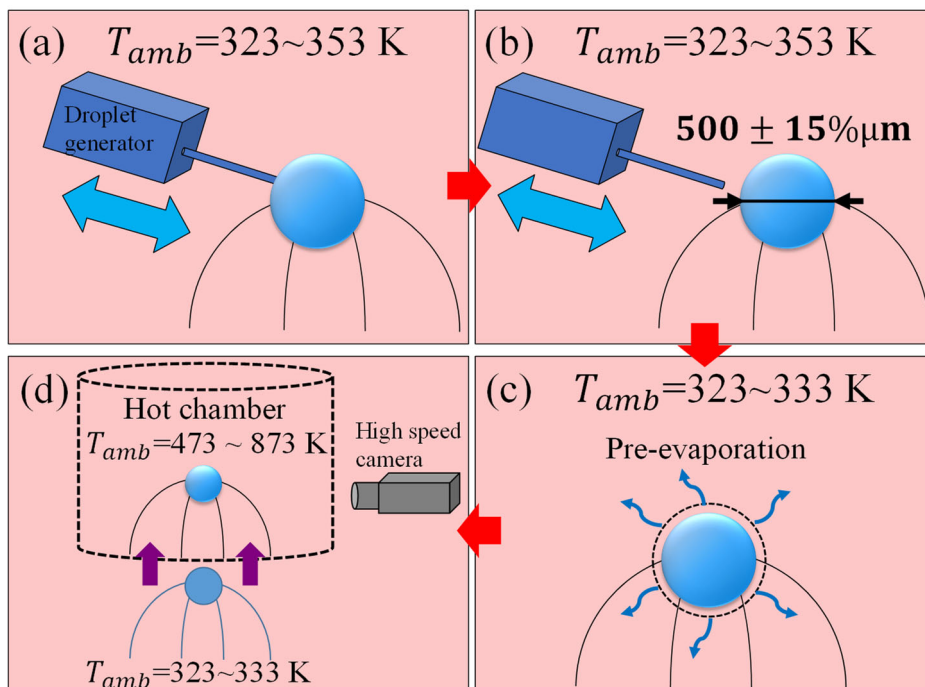 (a) T_amb=323~353 K
Droplet
generator
(b) T_amb=323~353 K
500 ± 15%μm
(d)
Hot chamber
T_amb=473 ~ 873 K
High speed
camera
T_amb=323~333 K
(c) T_amb=323~333 K
Pre-evaporation